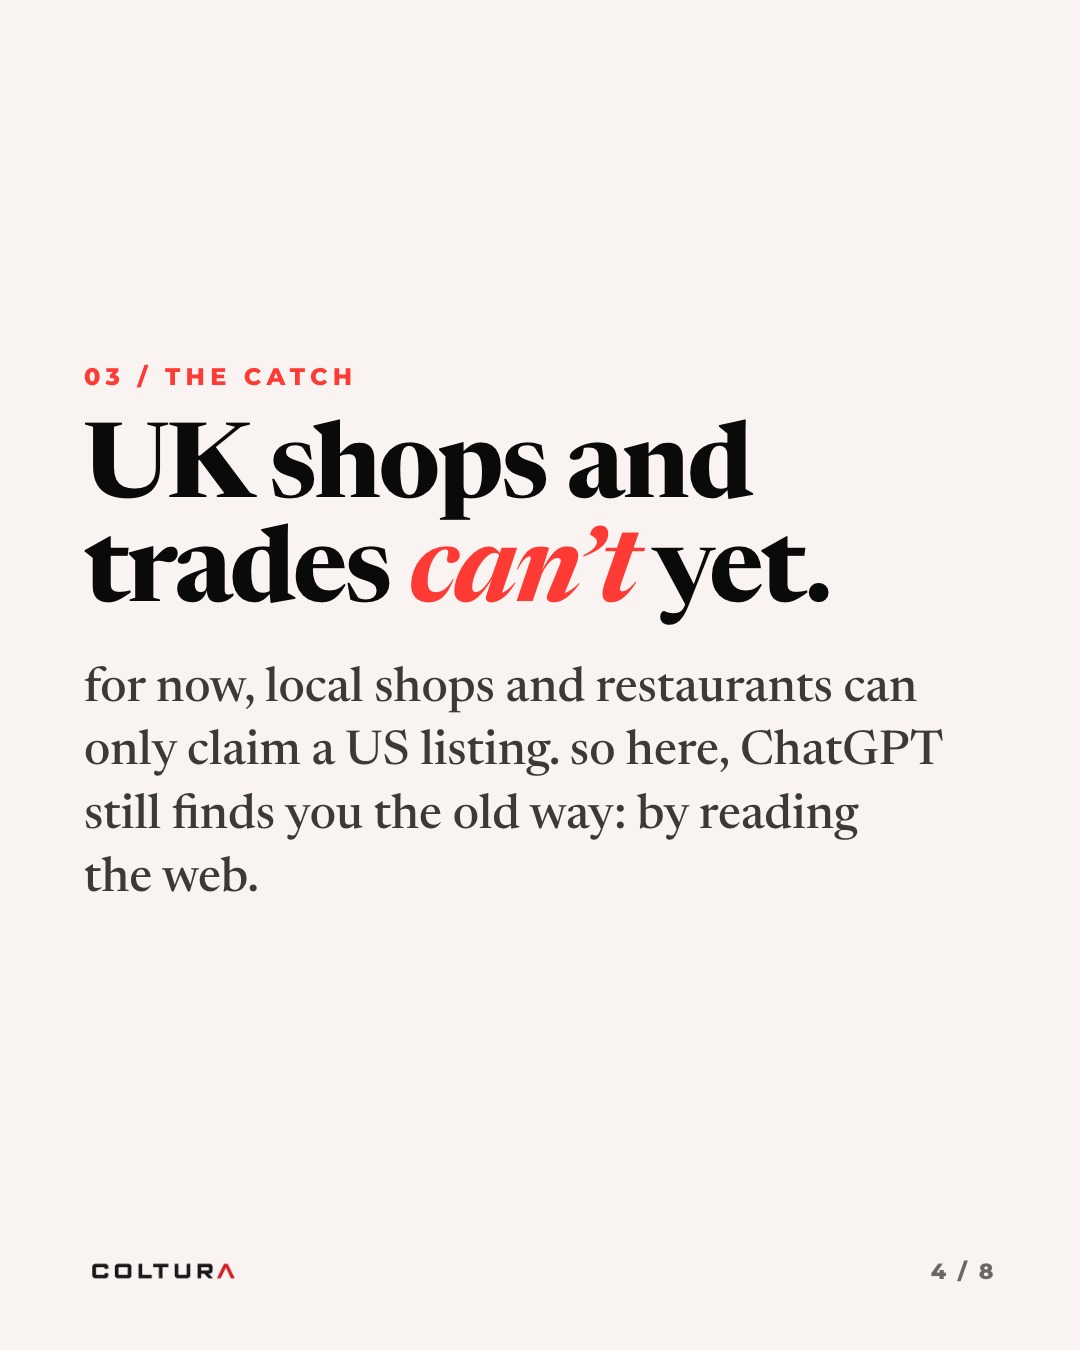 03 / THE CATCH
UK shops and
trades can’t yet.
for now, local shops and restaurants can
only claim a US listing. so here, ChatGPT
still finds you the old way: by reading
the web.
COLTURA
4 / 8